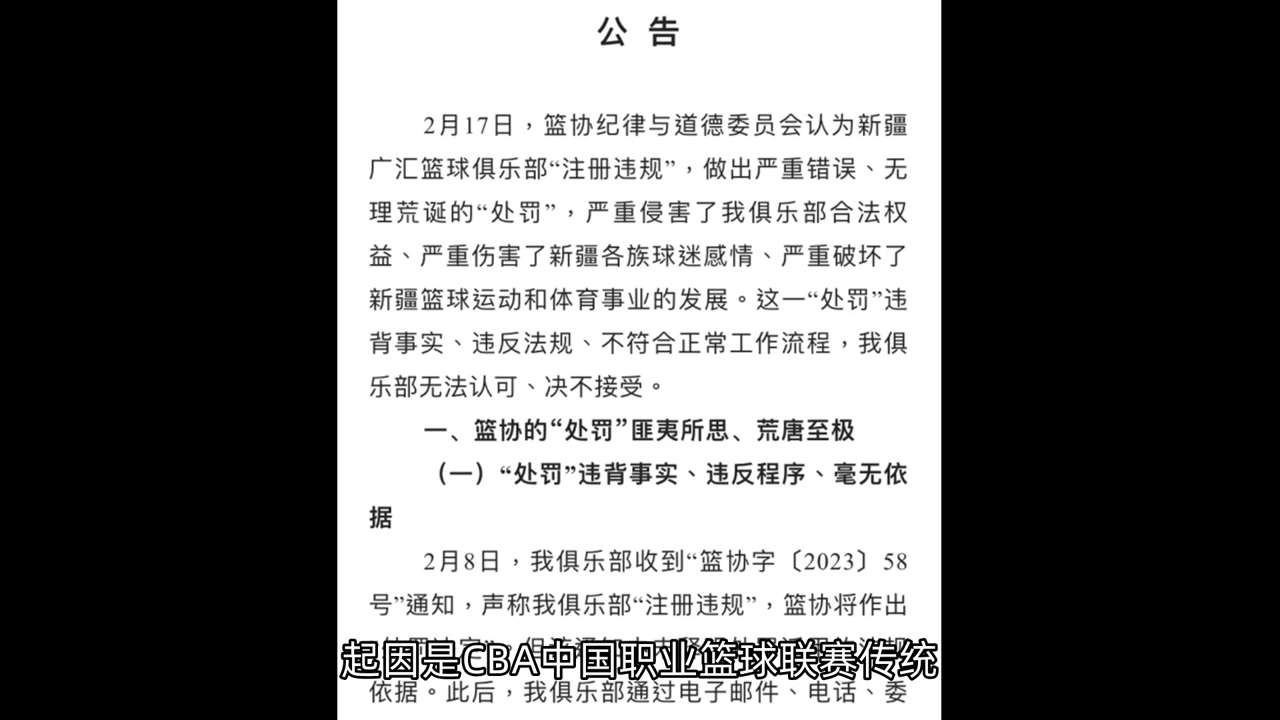 公 告
2月17日，篮协纪律与道德委员会认为新疆
广汇篮球俱乐部“注册违规”，做出严重错误、无
理荒诞的“处罚”，严重侵害了我俱乐部合法权
益、严重伤害了新疆各族球迷感情、严重破坏了
新疆篮球运动和体育事业的发展。这一“处罚”违
背事实、违反法规、不符合正常工作流程，我俱
乐部无法认可、决不接受。
一、篮协的“处罚”匪夷所思、荒唐至极
（一）“处罚”违背事实、违反程序、毫无依
据
2月8日，我俱乐部收到“篮协字〔2023〕58
号”通知，声称我俱乐部“注册违规”，篮协将作出
起因是CBA中国职业篮球联赛传统
依据。此后，我俱乐部通过电子邮件、电话、委